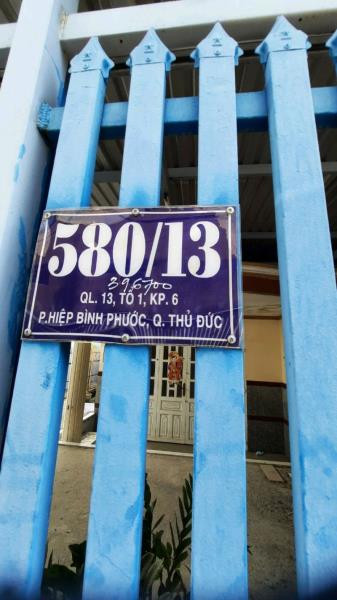 580/13
396700
QL. 13, TỔ 1, KP. 6
P.HIỆP BÌNH PHƯỚC, Q. THỦ ĐỨC